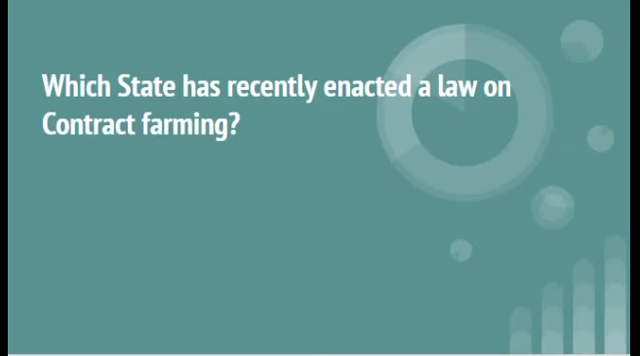 Which State has recently enacted a law on
Contract farming?